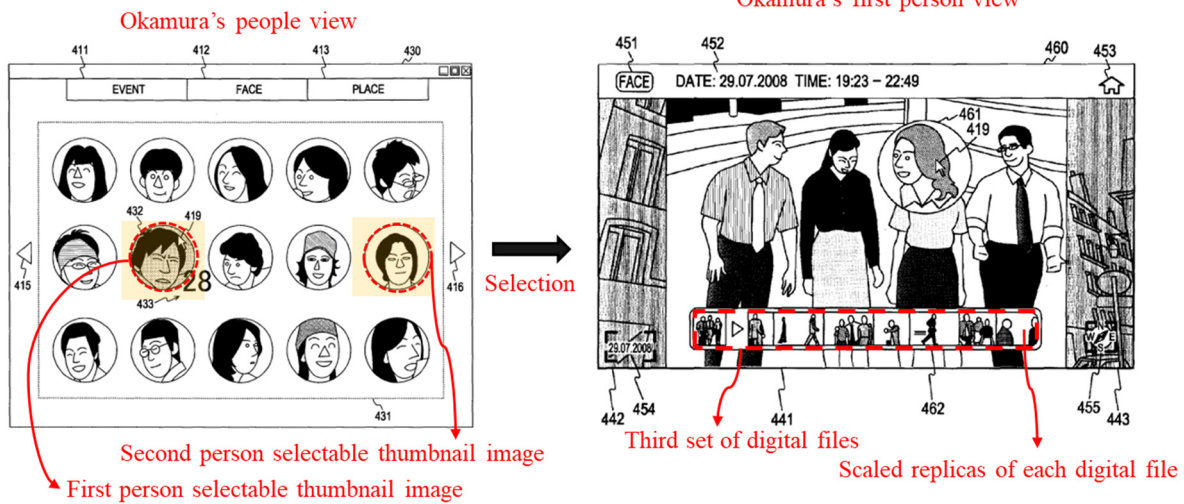 Okamura's people view
Okamura's first person view
411
412
413
430
EVENT
FACE
PLACE
432
419
415
28
433
416
431
Selection
451
452
460
453
FACE
DATE: 29.07.2008 TIME: 19:23 – 22:49
461
419
29.07.2008
N
W E
S
442
454
441
462
455
443
Third set of digital files
Second person selectable thumbnail image
Scaled replicas of each digital file
First person selectable thumbnail image